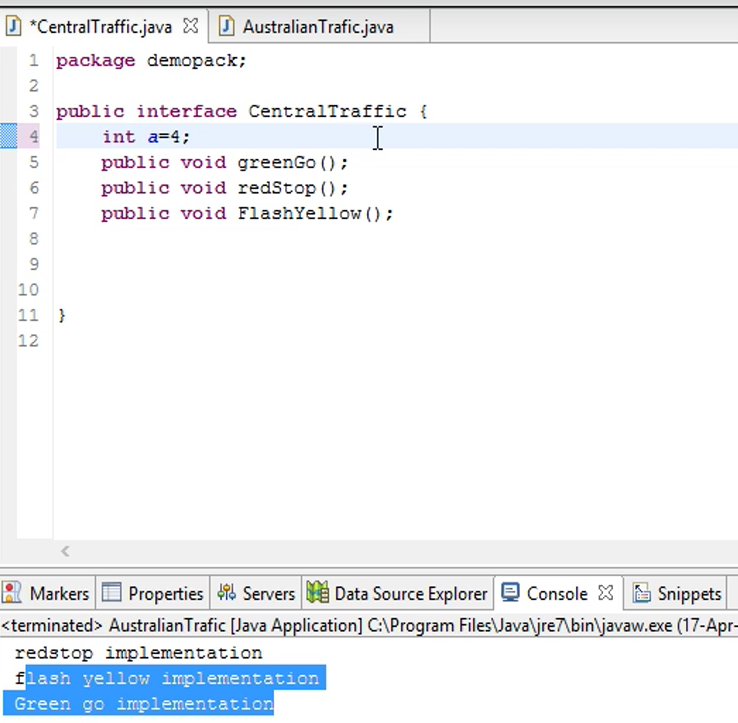 *CentralTraffic.java AustralianTrafic.java
1 package demopack;
2
3 public interface CentralTraffic {
4 int a=4;
5 public void greenGo();
6 public void redStop();
7 public void FlashYellow();
8
9
10
11 }
12
Markers Properties Servers Data Source Explorer Console Snippets
<terminated> AustralianTrafic [Java Application] C:\Program Files\Java\jre7\bin\javaw.exe (17-Apr-
redstop implementation
flash yellow implementation
Green go implementation